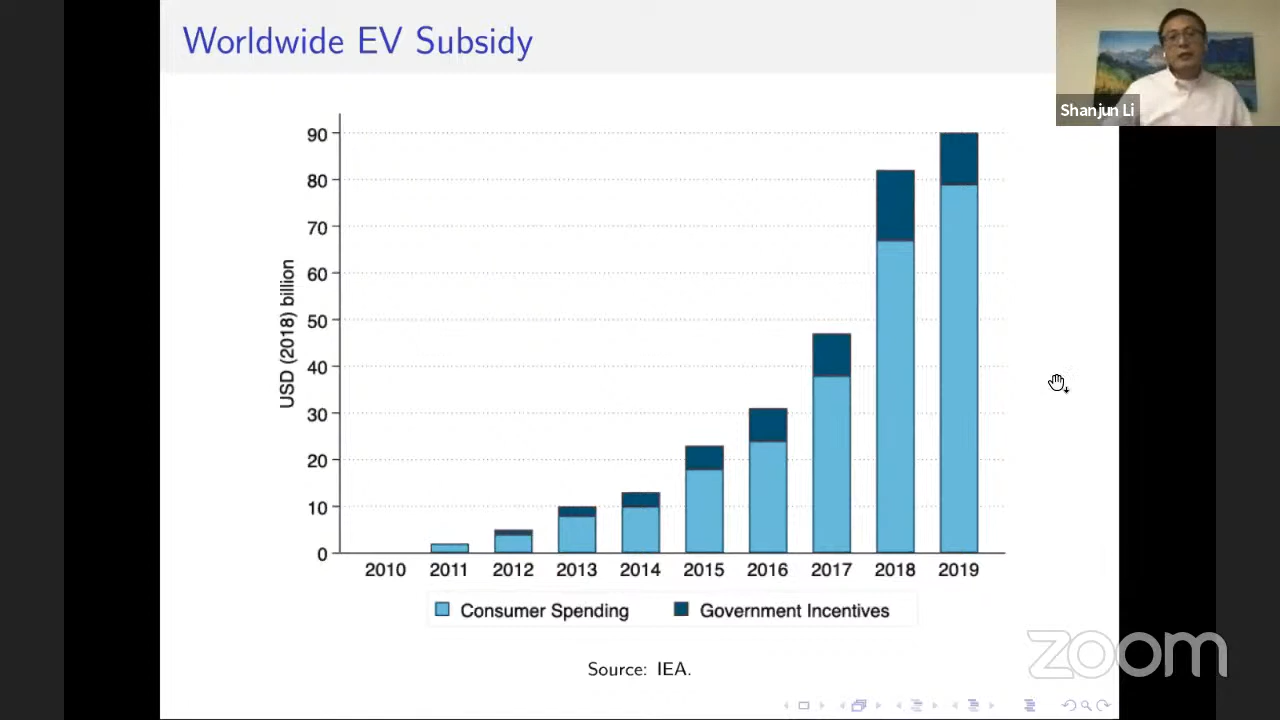 Worldwide EV Subsidy
Shanjun Li
USD (2018) billion
90
80
70
60
50
40
30
20
10
0
2010 2011 2012 2013 2014 2015 2016 2017 2018 2019
Consumer Spending Government Incentives
Source: IEA.
zoom